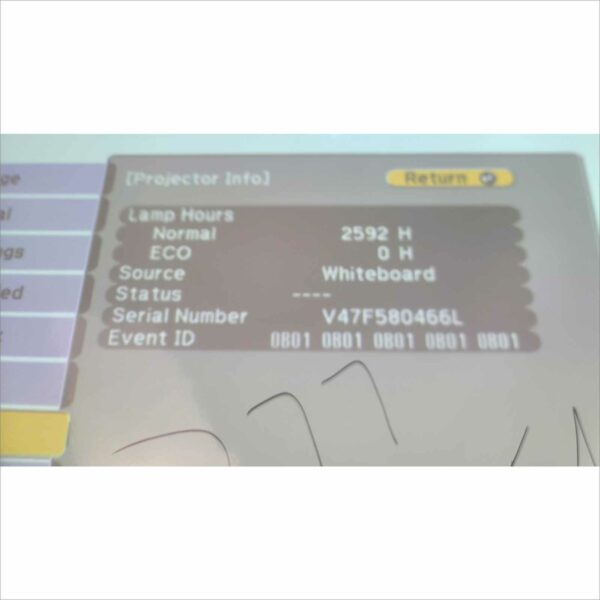 [Projector Info]
Return
Lamp Hours
Normal 2592 H
ECO 0 H
Source Whiteboard
Status ----
Serial Number V47F580466L
Event ID 0801 0801 0801 0801 0801